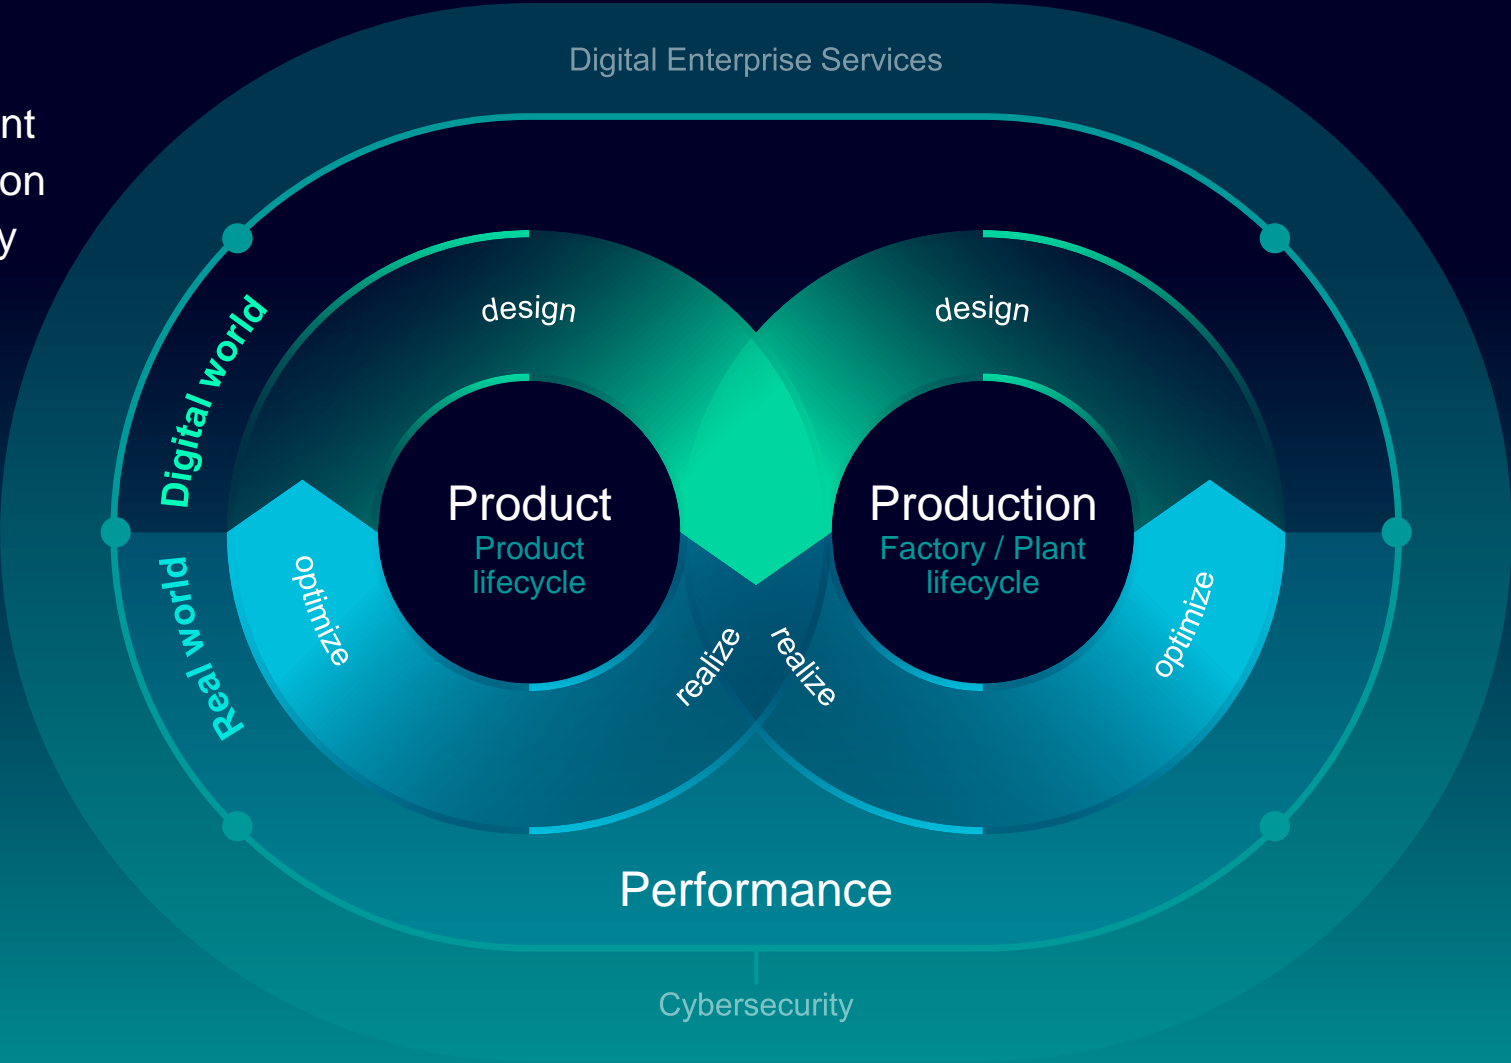 Digital Enterprise Services
nt
on
y
design
design
Digital world
Product
Product
lifecycle
Production
Factory / Plant
lifecycle
optimize
optimize
Real world
realize
realize
Performance
Cybersecurity